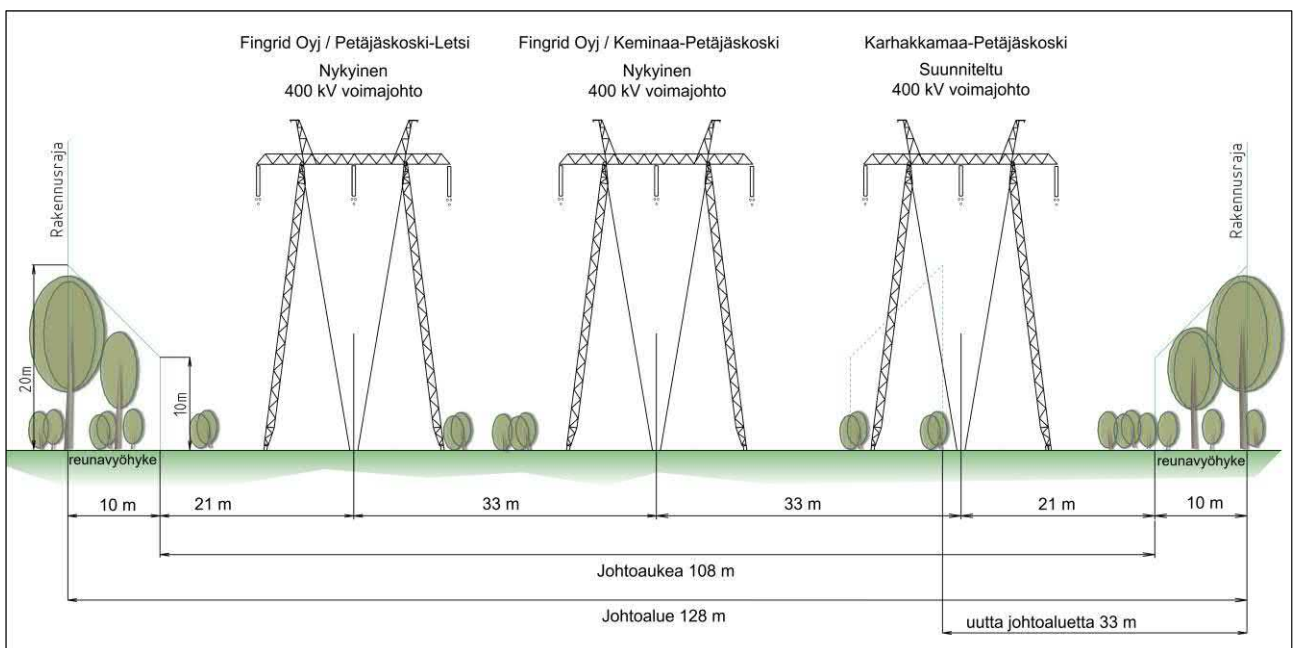 Fingrid Oyj / Petäjäskoski-Letsi
Nykyinen
400 kV voimajohto
Fingrid Oyj / Keminaa-Petäjäskoski
Nykyinen
400 kV voimajohto
Karhakkamaa-Petäjäskoski
Suunniteltu
400 kV voimajohto
Rakennusraja
Rakennusraja
20m
10m
reunavyöhyke
reunavyöhyke
10 m
21 m
33 m
33 m
21 m
10 m
Johtoaukea 108 m
Johtoalue 128 m
uutta johtoaluetta 33 m